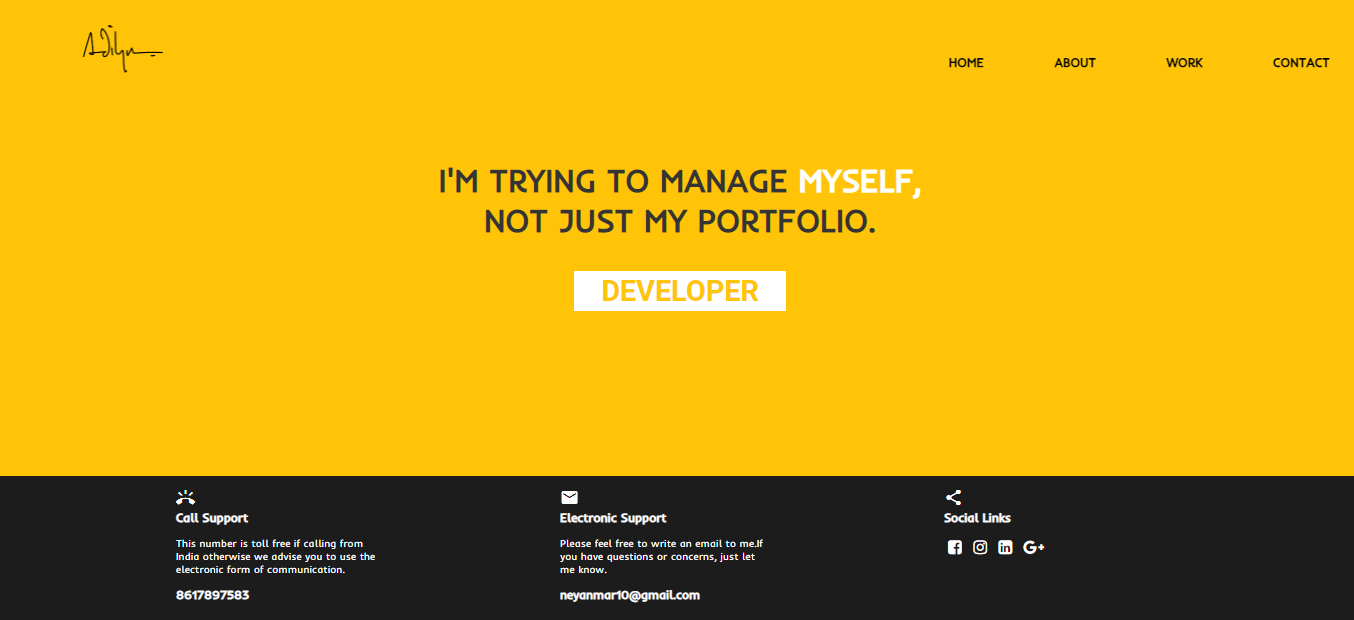 Aditya
HOME ABOUT WORK CONTACT
I'M TRYING TO MANAGE MYSELF,
NOT JUST MY PORTFOLIO.
DEVELOPER
Call Support
This number is toll free if calling from
India otherwise we advise you to use the
electronic form of communication.
8617897583
Electronic Support
Please feel free to write an email to me.If
you have questions or concerns, just let
me know.
neyanmar10@gmail.com
Social Links